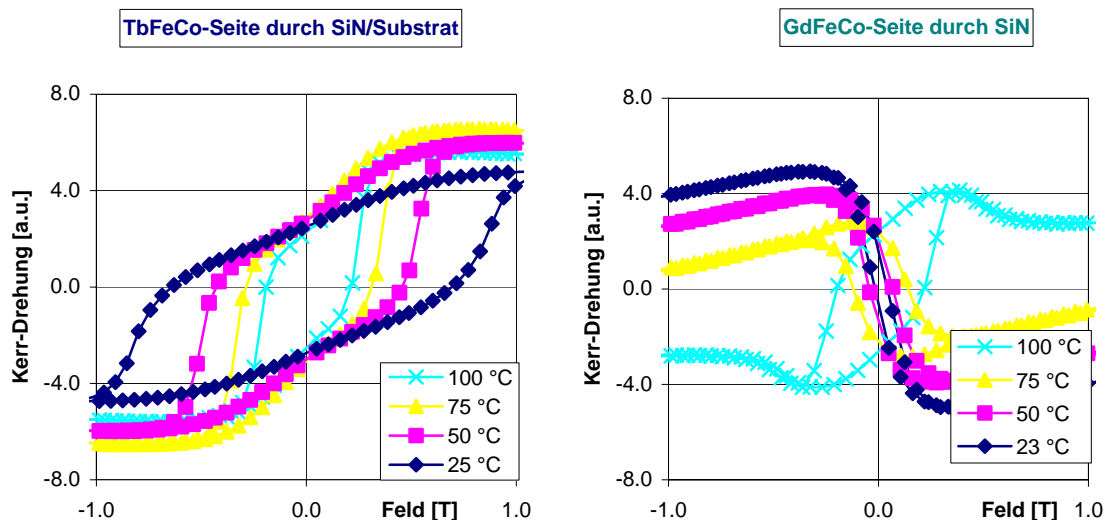 TbFeCo-Seite durch SiN/Substrat
8.0
4.0
0.0
-4.0
-8.0
-1.0
0.0
1.0
Kerr-Drehung [a.u.]
Feld [T]
100 °C
75 °C
50 °C
25 °C
GdFeCo-Seite durch SiN
8.0
4.0
0.0
-4.0
-8.0
-1.0
0.0
1.0
Kerr-Drehung [a.u.]
Feld [T]
100 °C
75 °C
50 °C
23 °C